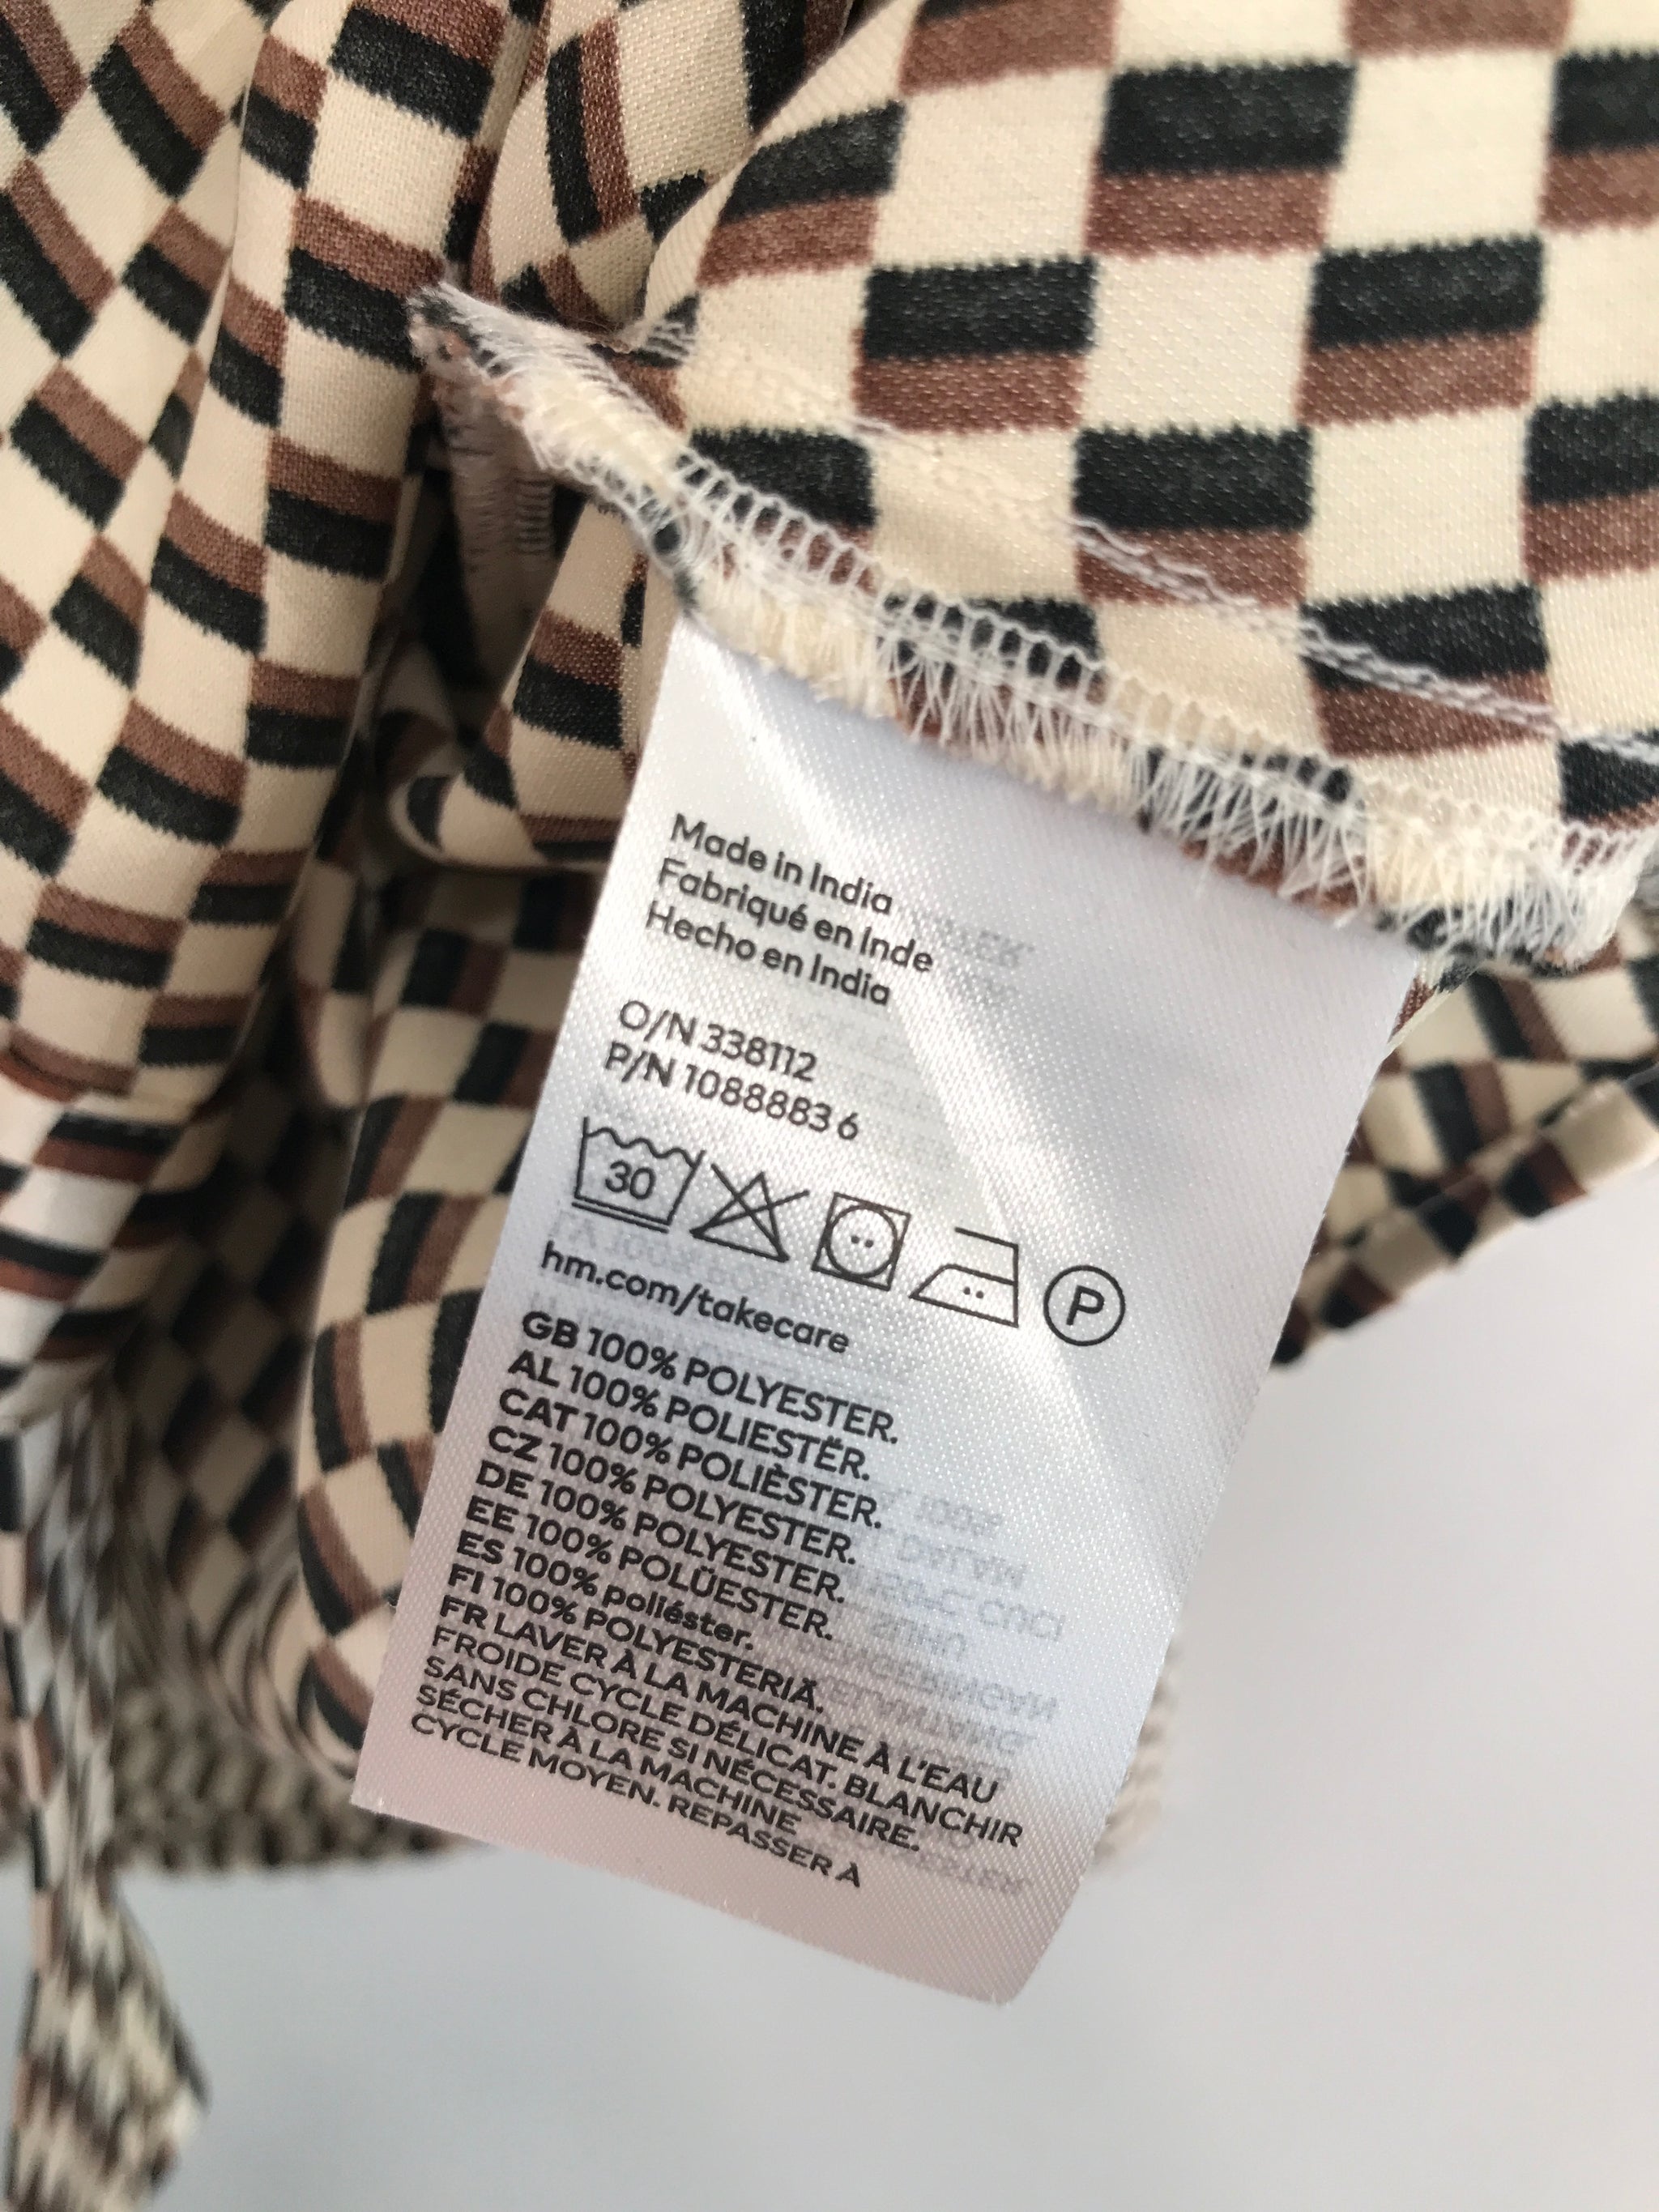 Made in India
Fabriqué en Inde
Hecho en India
O/N 338112
P/N 1088883 6
30
P
hm.com/takecare
GB 100% POLYESTER.
AL 100% POLIESTËR.
CAT 100% POLIÈSTER.
CZ 100% POLYESTER.
DE 100% POLYESTER.
EE 100% POLÜESTER.
ES 100% poliéster.
FI 100% POLYESTERIÄ.
FR LAVER À LA MACHINE À L'EAU
FROIDE CYCLE DÉLICAT. BLANCHIR
SANS CHLORE SI NÉCESSAIRE.
SÉCHER À LA MACHINE
CYCLE MOYEN. REPASSER À